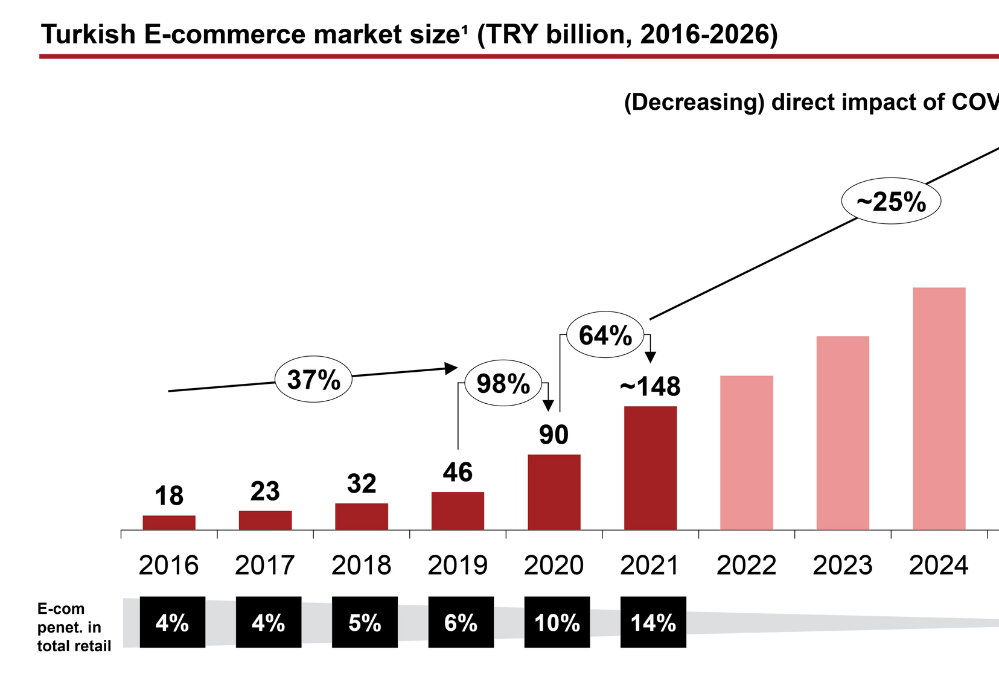 Turkish E-commerce market size¹ (TRY billion, 2016-2026)
(Decreasing) direct impact of
~25%
64%
37%
98%
~148
90
46
32
23
18
2016 2017 2018 2019 2020 2021 2022 2023 2024
E-com
penet. in
total retail
4% 4% 5% 6% 10% 14%